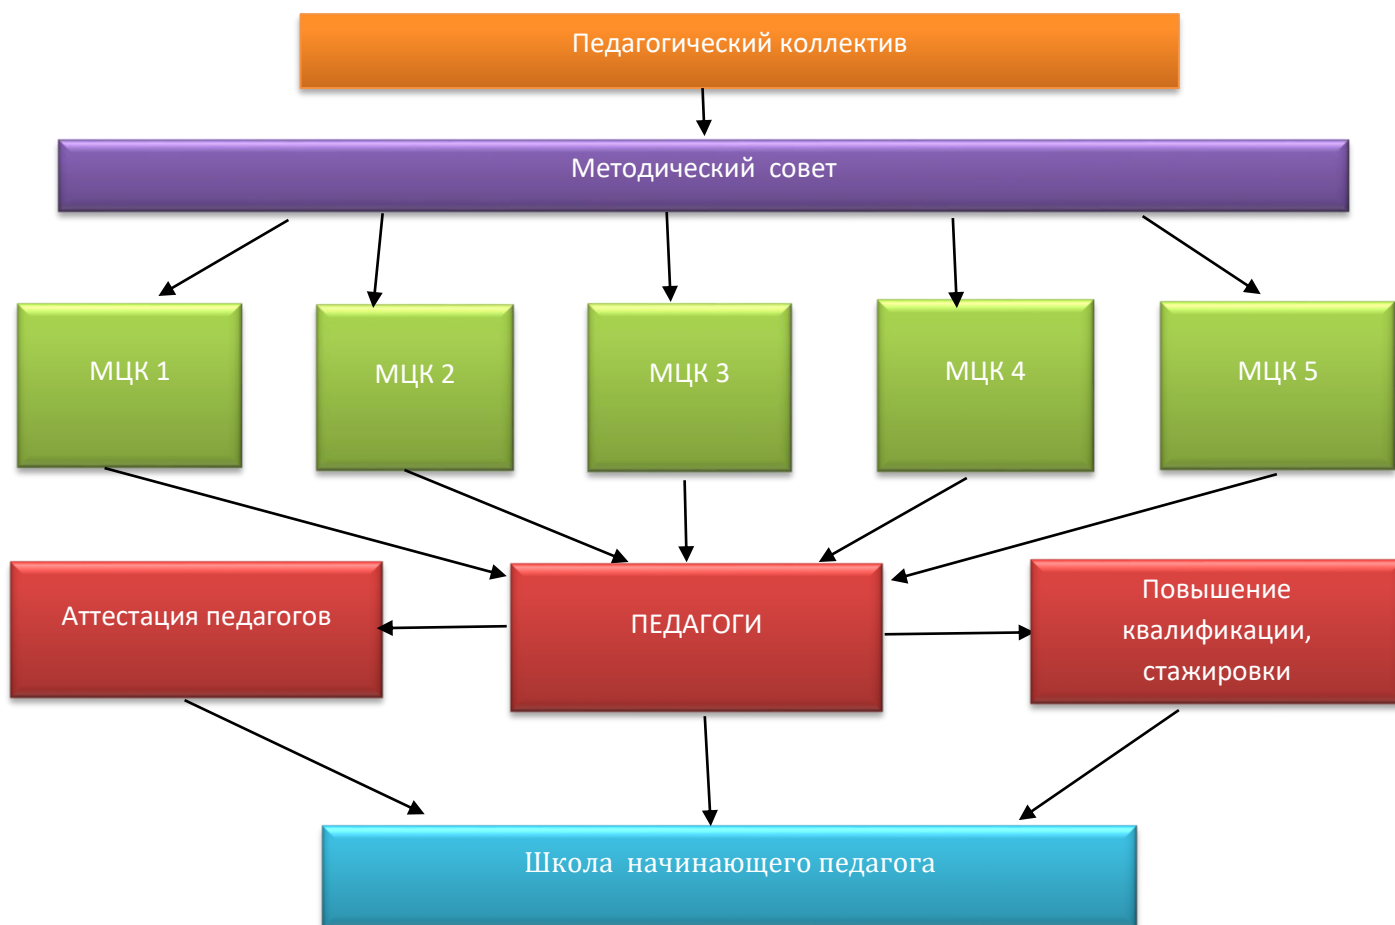 Педагогический коллектив
Методический  совет
МЦК 1
МЦК 2
МЦК 3
МЦК 4
МЦК 5
Аттестация педагогов
ПЕДАГОГИ
Повышение
квалификации,
стажировки
Школа  начинающего педагога